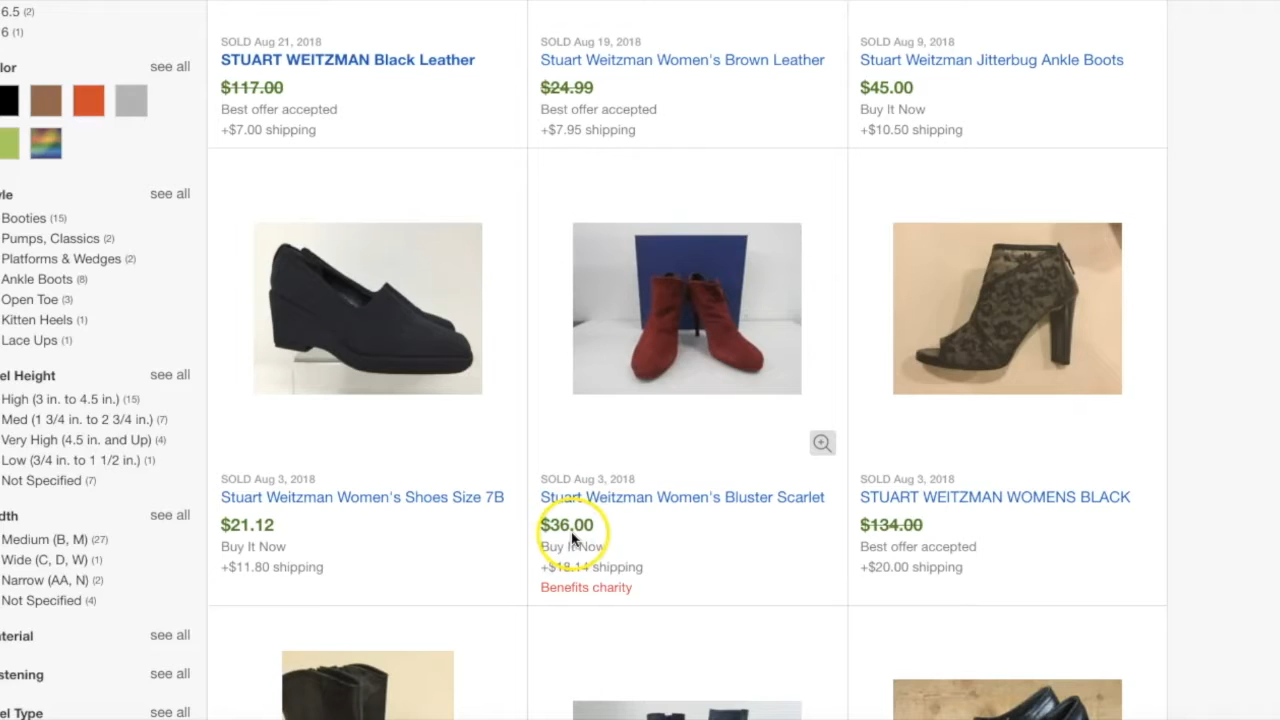 6.5 (2)
6 (1)
lor see all
yle see all
Booties (15)
Pumps, Classics (2)
Platforms & Wedges (2)
Ankle Boots (8)
Open Toe (3)
Kitten Heels (1)
Lace Ups (1)
el Height see all
High (3 in. to 4.5 in.) (15)
Med (1 3/4 in. to 2 3/4 in.) (7)
Very High (4.5 in. and Up) (4)
Low (3/4 in. to 1 1/2 in.) (1)
Not Specified (7)
dth see all
Medium (B, M) (27)
Wide (C, D, W) (1)
Narrow (AA, N) (2)
Not Specified (4)
aterial see all
stening see all
el Type see all
SOLD Aug 21, 2018
STUART WEITZMAN Black Leather
$117.00
Best offer accepted
+$7.00 shipping
SOLD Aug 19, 2018
Stuart Weitzman Women's Brown Leather
$24.99
Best offer accepted
+$7.95 shipping
SOLD Aug 9, 2018
Stuart Weitzman Jitterbug Ankle Boots
$45.00
Buy It Now
+$10.50 shipping
SOLD Aug 3, 2018
Stuart Weitzman Women's Shoes Size 7B
$21.12
Buy It Now
+$11.80 shipping
SOLD Aug 3, 2018
Stuart Weitzman Women's Bluster Scarlet
$36.00
Buy It Now
+$18.14 shipping
Benefits charity
SOLD Aug 3, 2018
STUART WEITZMAN WOMENS BLACK
$134.00
Best offer accepted
+$20.00 shipping